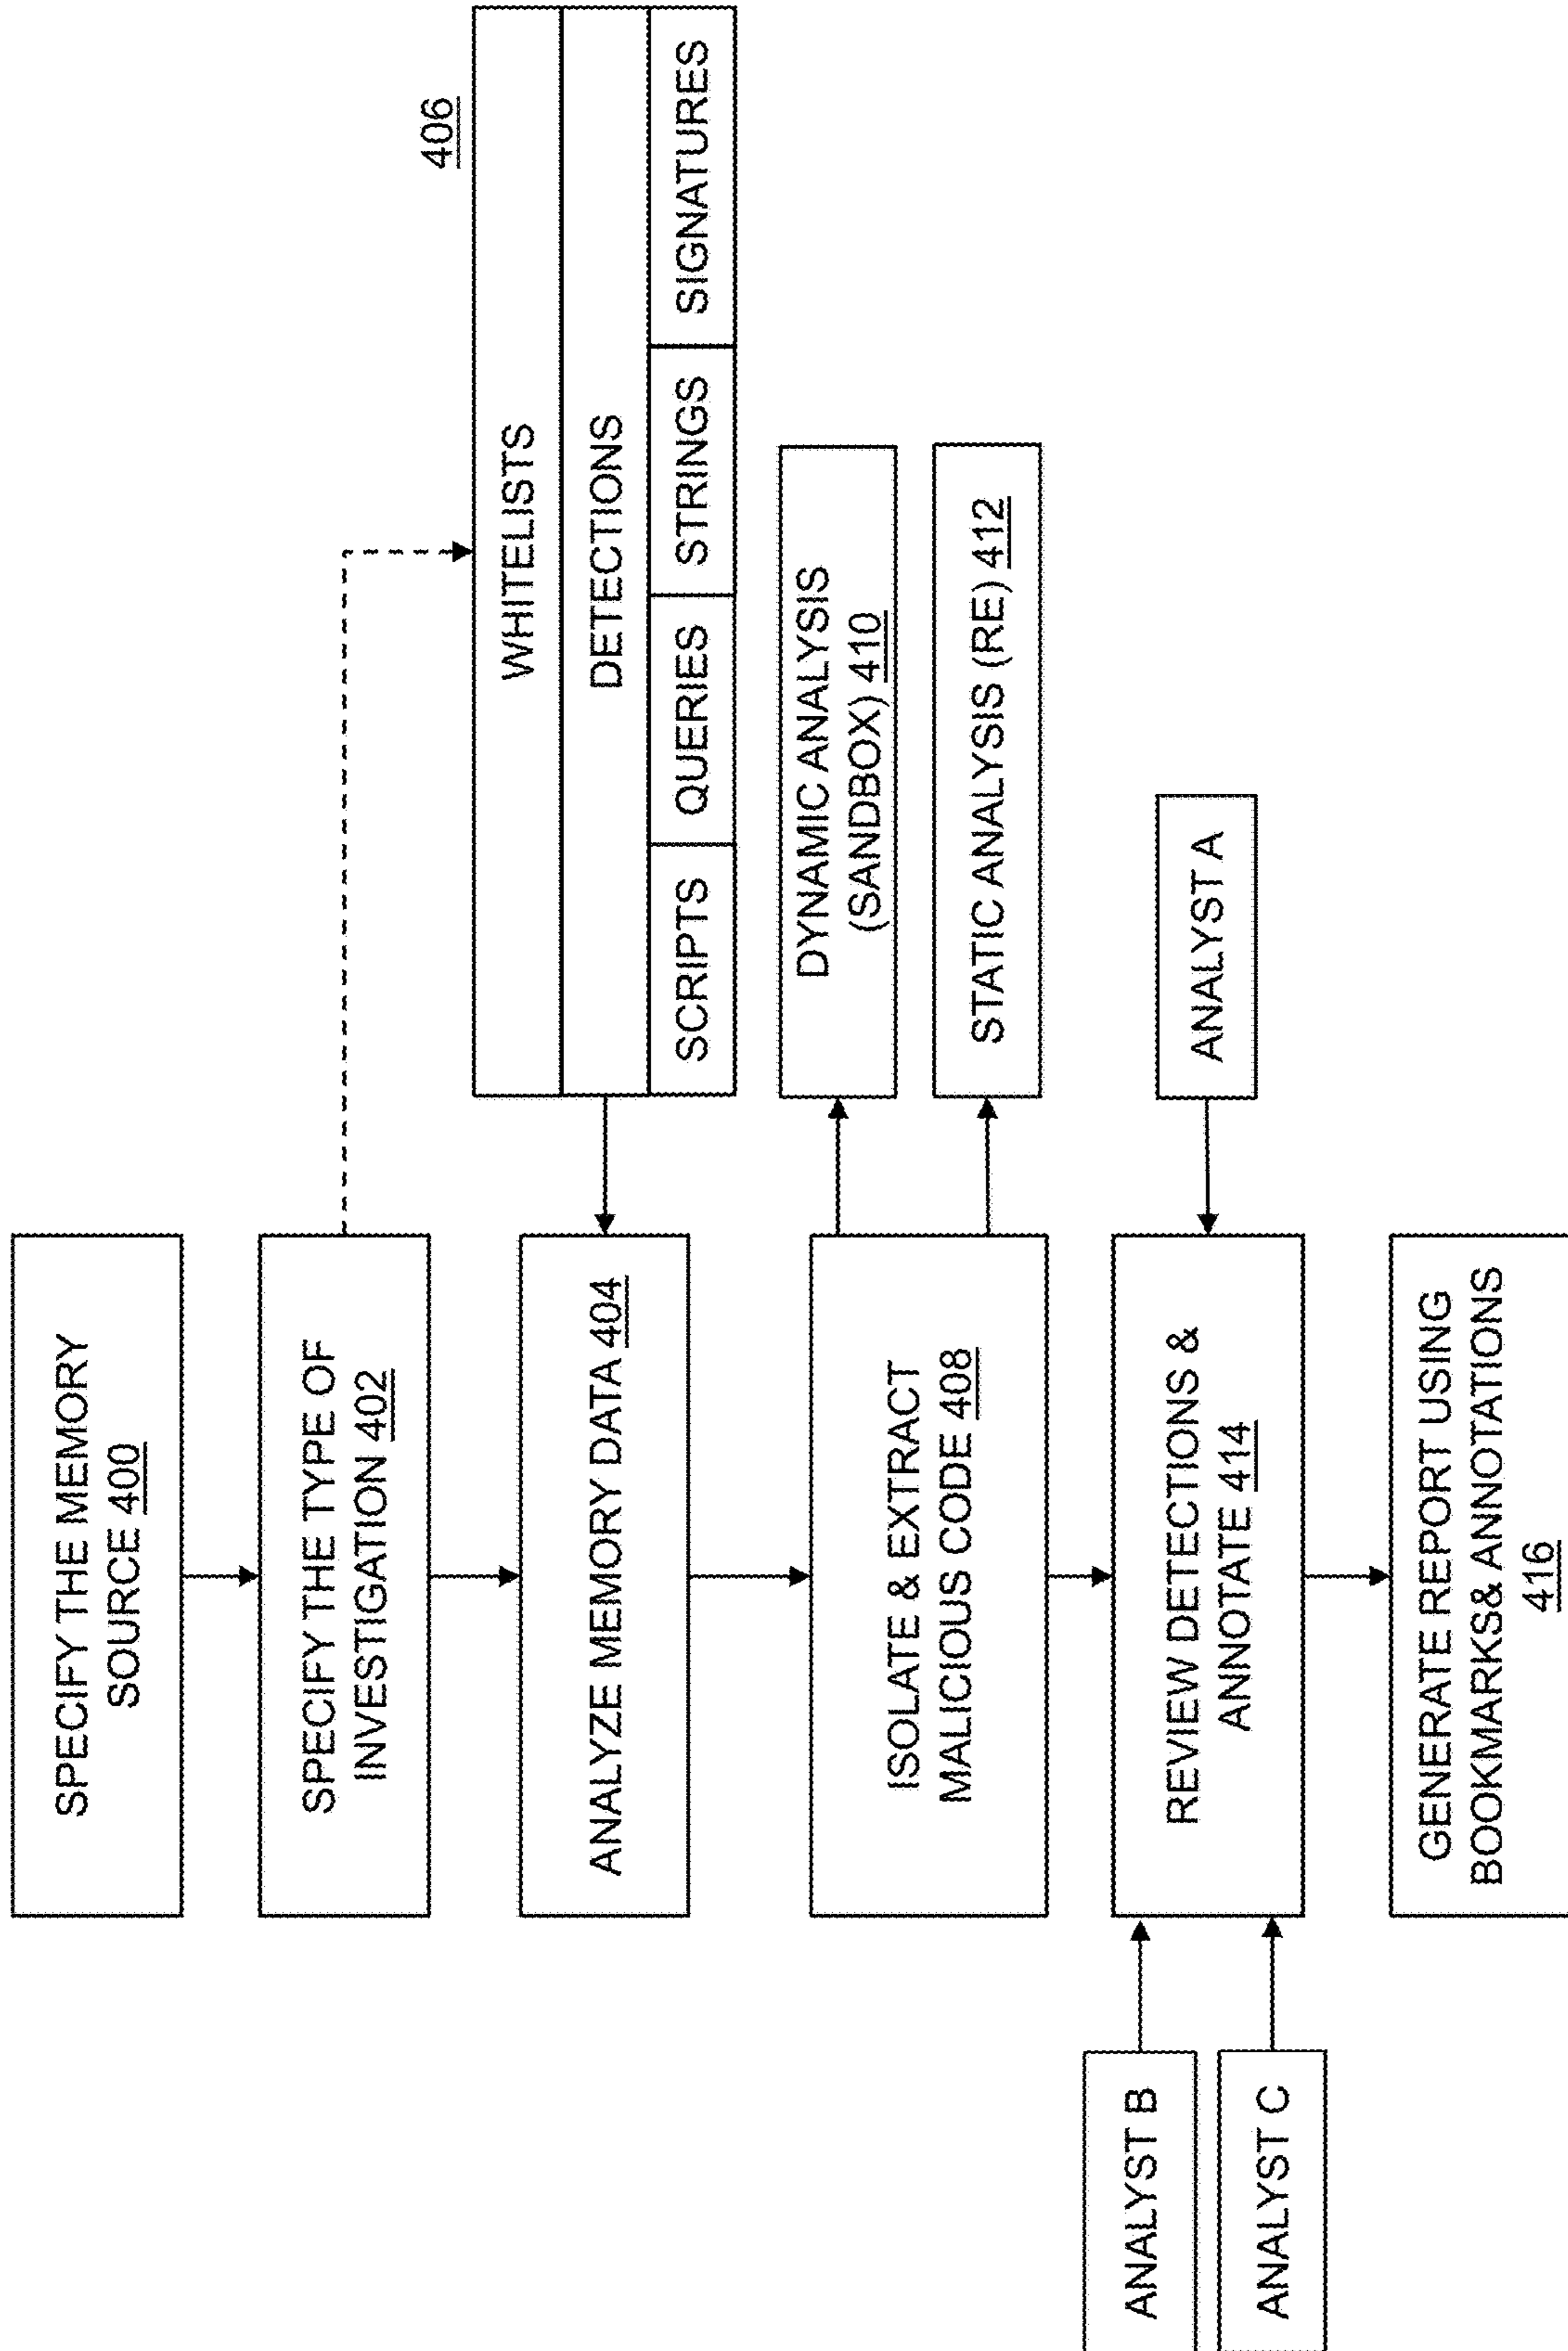 SPECIFY THE MEMORY
SOURCE 400
SPECIFY THE TYPE OF
INVESTIGATION 402
406
WHITELISTS
DETECTIONS
SCRIPTS
QUERIES
STRINGS
SIGNATURES
ANALYZE MEMORY DATA 404
ISOLATE & EXTRACT
MALICIOUS CODE 408
DYNAMIC ANALYSIS
(SANDBOX) 410
STATIC ANALYSIS (RE) 412
ANALYST B
ANALYST C
REVIEW DETECTIONS &
ANNOTATE 414
ANALYST A
GENERATE REPORT USING
BOOKMARKS& ANNOTATIONS
416